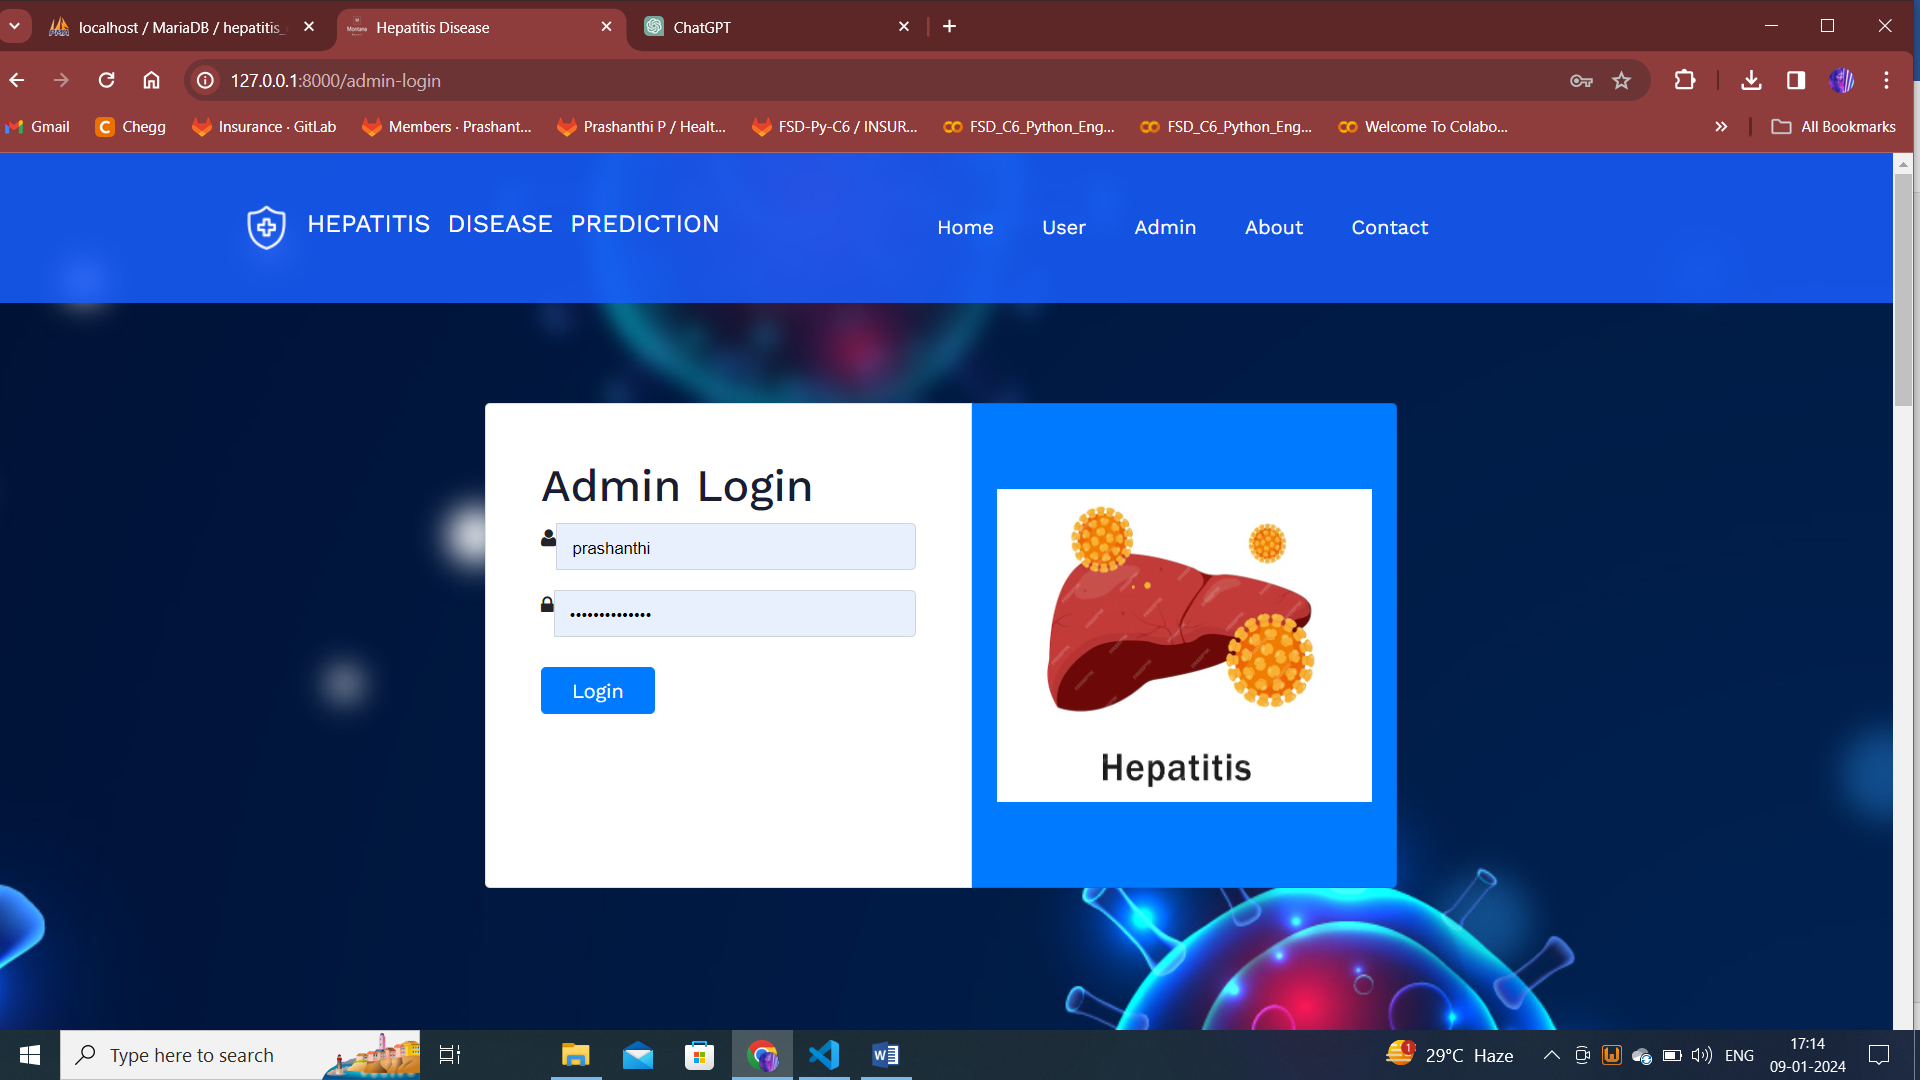 localhost / MariaDB / hepatitis_
Hepatitis Disease
ChatGPT
127.0.0.1:8000/admin-login
Gmail
Chegg
Insurance · GitLab
Members · Prashant...
Prashanthi P / Healt...
FSD-Py-C6 / INSUR...
FSD_C6_Python_Eng...
FSD_C6_Python_Eng...
Welcome To Colabo...
All Bookmarks
HEPATITIS DISEASE PREDICTION
Home
User
Admin
About
Contact
Admin Login
prashanthi
••••••••••••••
Login
Hepatitis
Type here to search
1
29°C Haze
ENG
17:14
09-01-2024